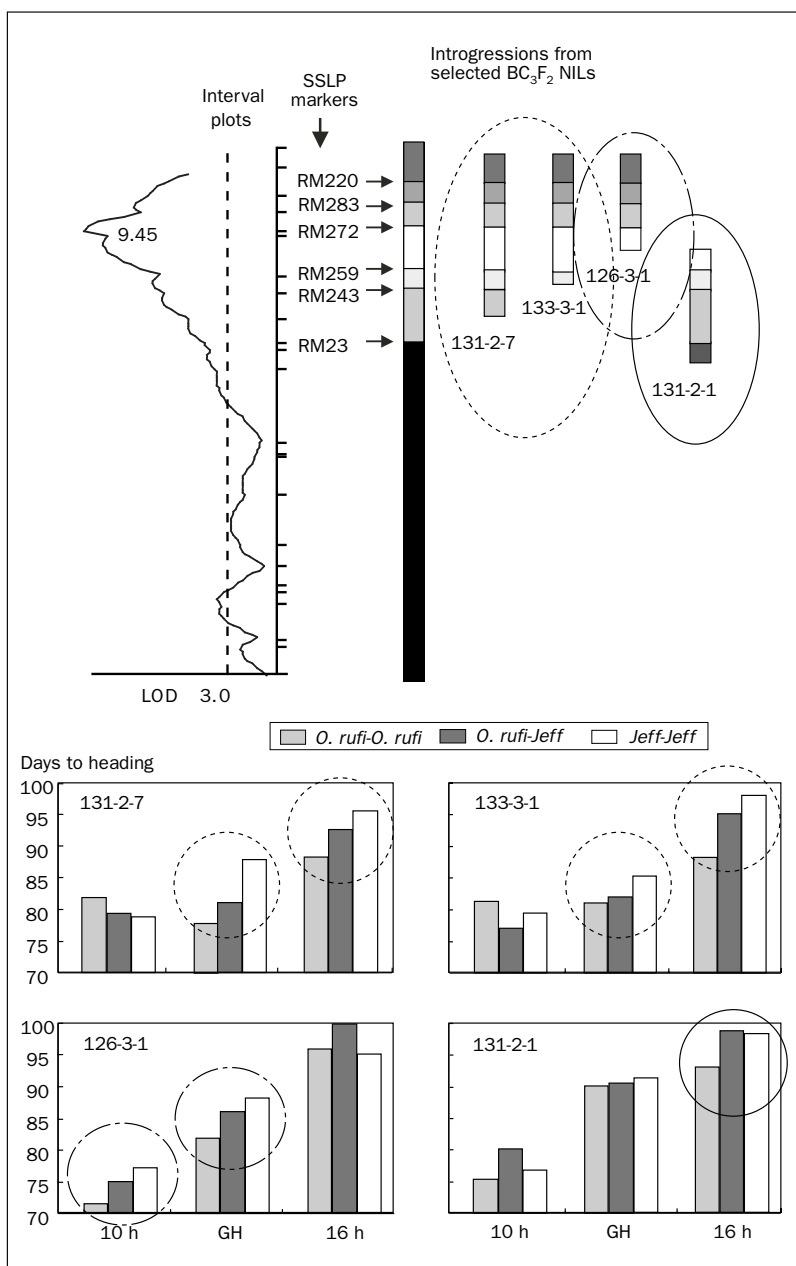 Introgressions from
selected BC₃F₂ NILs
SSLP
markers
Interval
plots
RM220
RM283
9.45
RM272
RM259
126-3-1
RM243
133-3-1
RM23
131-2-7
131-2-1
LOD 3.0
O. rufi-O. rufi O. rufi-Jeff Jeff-Jeff
Days to heading
100
95
90
85
80
75
70
131-2-7
133-3-1
100
95
90
85
80
75
70
126-3-1
131-2-1
10 h GH 16 h
10 h GH 16 h